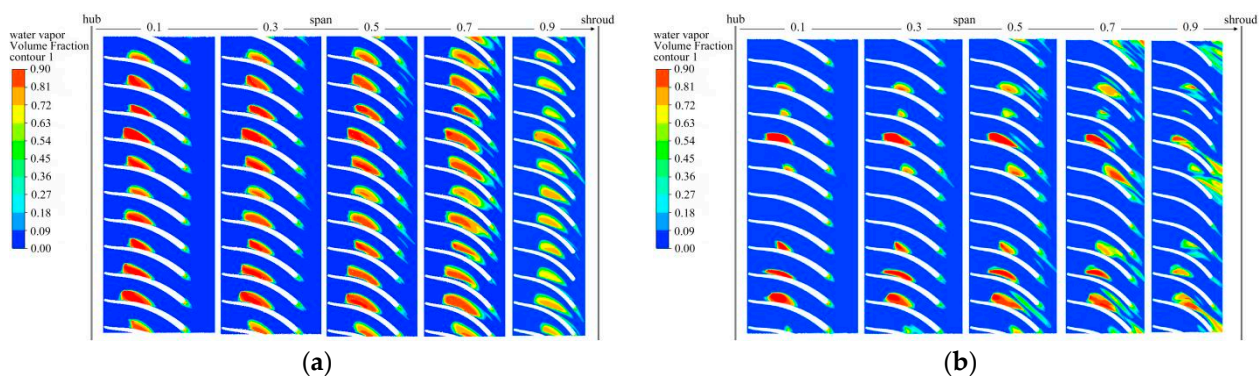 hub span shroud
0.1 0.3 0.5 0.7 0.9
water vapor
Volume Fraction
contour 1
0.90
0.81
0.72
0.63
0.54
0.45
0.36
0.27
0.18
0.09
0.00
(a)
hub span shroud
0.1 0.3 0.5 0.7 0.9
water vapor
Volume Fraction
contour 1
0.90
0.81
0.72
0.63
0.54
0.45
0.36
0.27
0.18
0.09
0.00
(b)